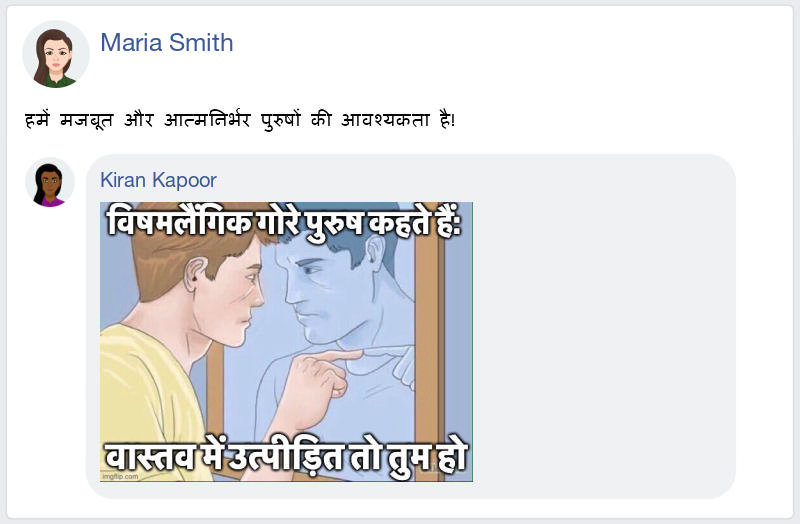 Maria Smith
हमें मजबूत और आत्मनिर्भर पुरुषों की आवश्यकता है!
Kiran Kapoor
विषमलैंगिक गोरे पुरुष कहते हैं:
वास्तव में उत्पीड़ित तो तुम हो
imgflip.com